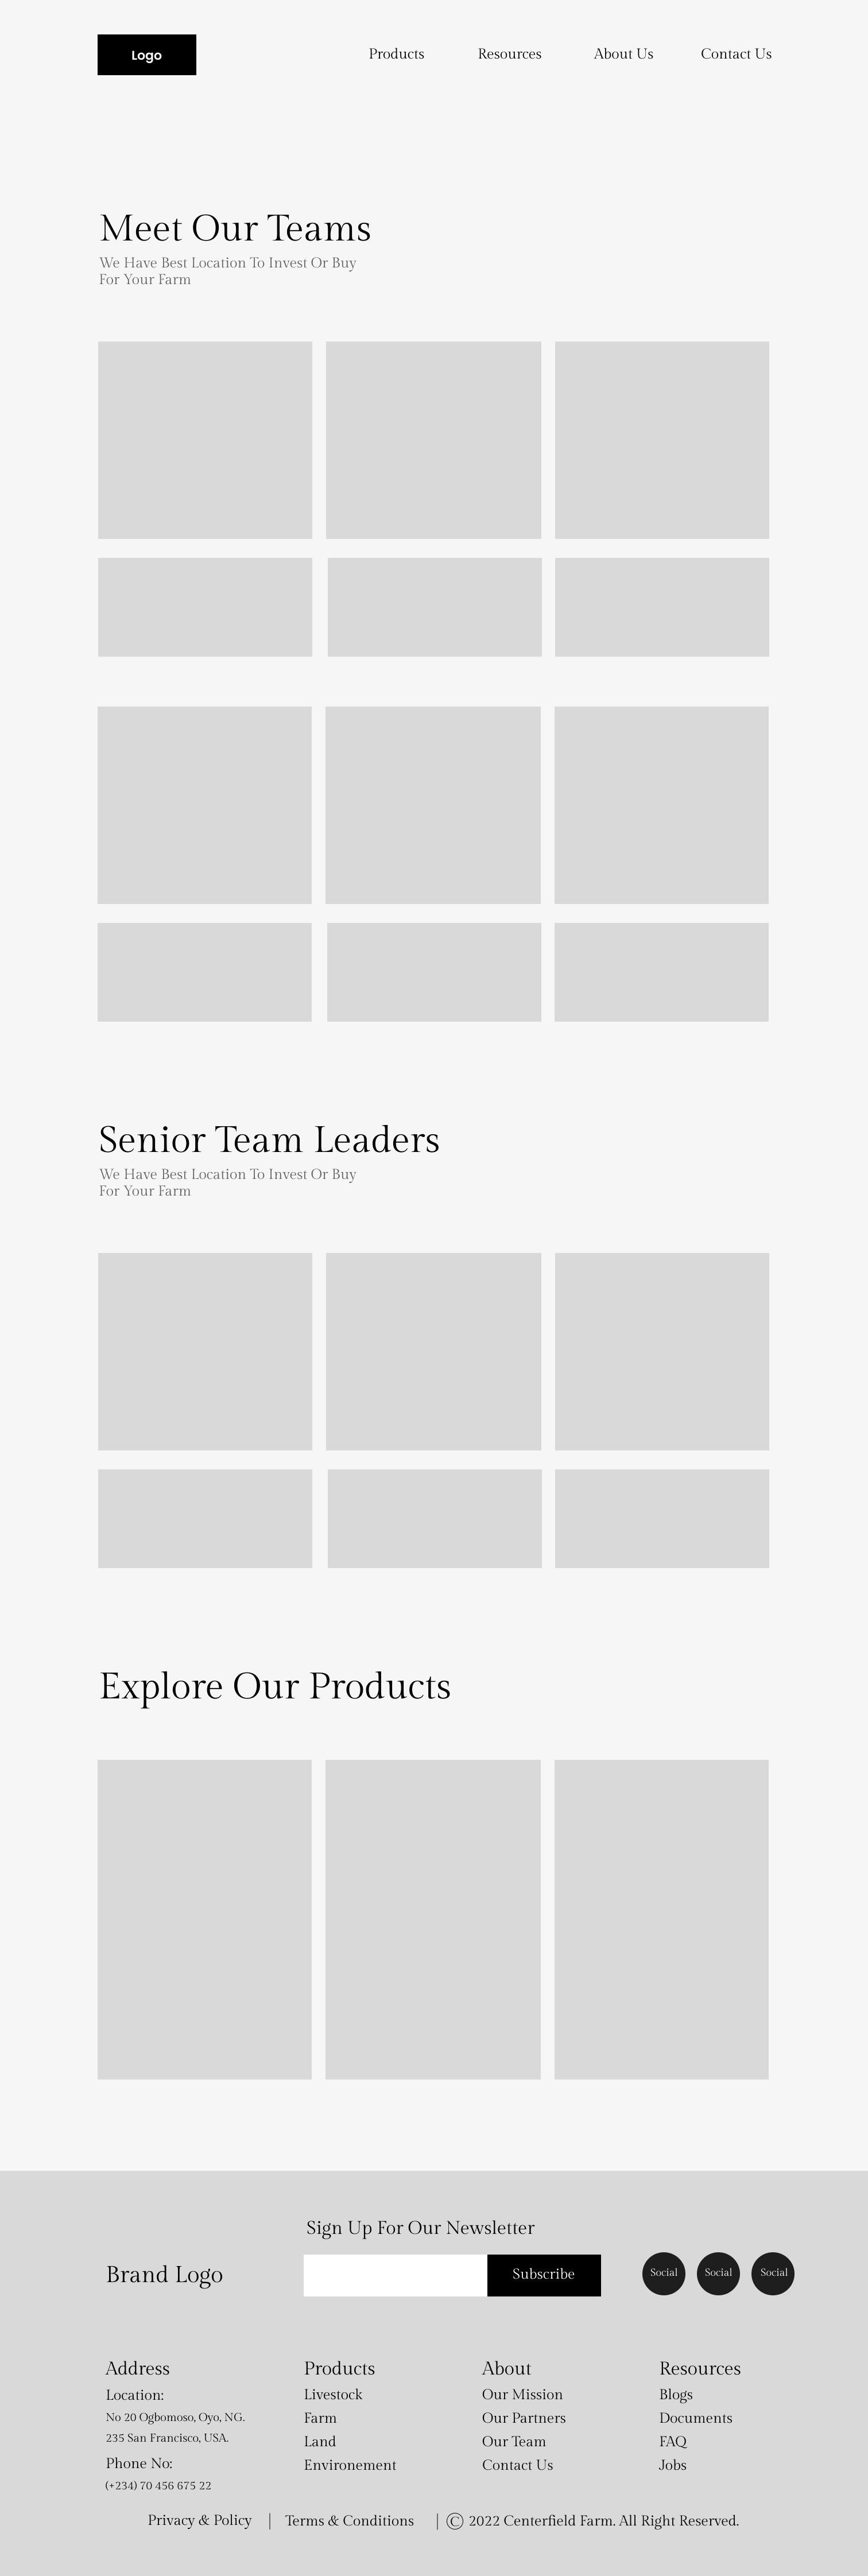 Logo
Products Resources About Us Contact Us
Meet Our Teams
We Have Best Location To Invest Or Buy
For Your Farm
Senior Team Leaders
We Have Best Location To Invest Or Buy
For Your Farm
Explore Our Products
Sign Up For Our Newsletter
Brand Logo
Subscribe
Social Social Social
Address
Location:
No 20 Ogbomoso, Oyo, NG.
235 San Francisco, USA.
Phone No:
(+234) 70 456 675 22
Products
Livestock
Farm
Land
Environement
About
Our Mission
Our Partners
Our Team
Contact Us
Resources
Blogs
Documents
FAQ
Jobs
Privacy & Policy | Terms & Conditions | © 2022 Centerfield Farm. All Right Reserved.